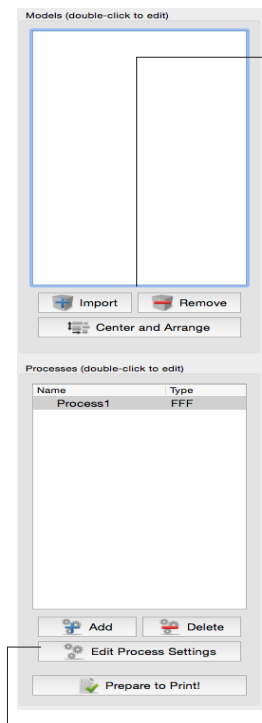 Models (double-click to edit)
Import Remove
Center and Arrange
Processes (double-click to edit)
Name Type
Process1 FFF
Add Delete
Edit Process Settings
Prepare to Print!